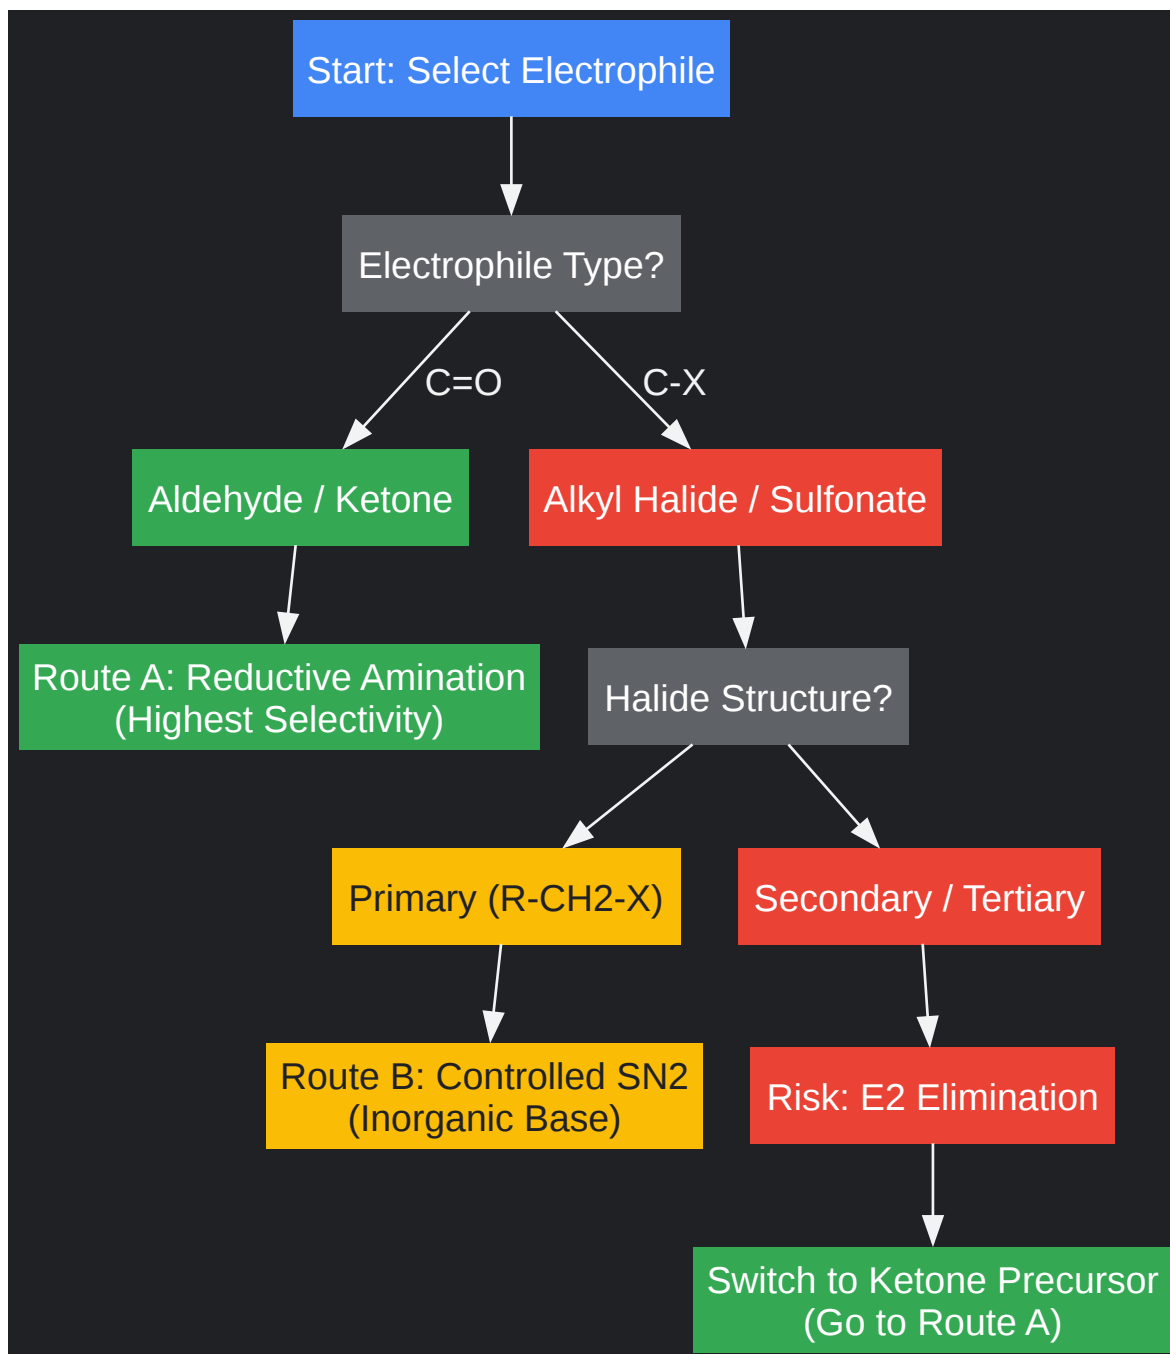 Start: Select Electrophile
Electrophile Type?
C=O
C-X
Aldehyde / Ketone
Alkyl Halide / Sulfonate
Route A: Reductive Amination
(Highest Selectivity)
Halide Structure?
Primary (R-CH2-X)
Secondary / Tertiary
Route B: Controlled SN2
(Inorganic Base)
Risk: E2 Elimination
Switch to Ketone Precursor
(Go to Route A)